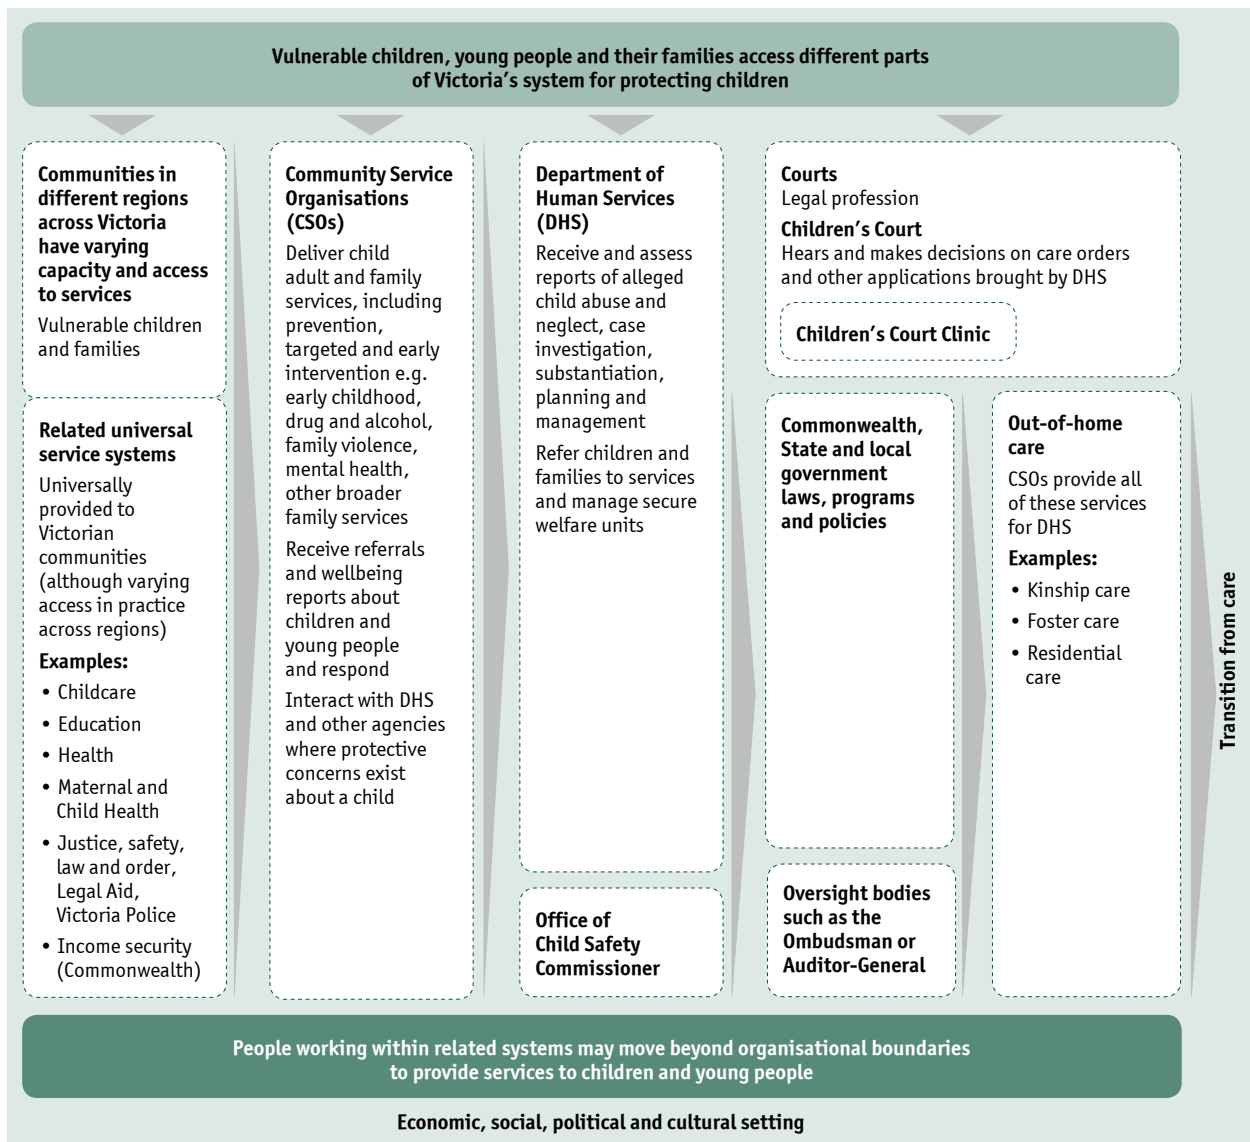 Vulnerable children, young people and their families access different parts
of Victoria's system for protecting children
Communities in
different regions
across Victoria
have varying
capacity and access
to services
Vulnerable children
and families
Related universal
service systems
Universally
provided to
Victorian
communities
(although varying
access in practice
across regions)
Examples:
• Childcare
• Education
• Health
• Maternal and
Child Health
• Justice, safety,
law and order,
Legal Aid,
Victoria Police
• Income security
(Commonwealth)
Community Service
Organisations
(CSOs)
Deliver child
adult and family
services, including
prevention,
targeted and early
intervention e.g.
early childhood,
drug and alcohol,
family violence,
mental health,
other broader
family services
Receive referrals
and wellbeing
reports about
children and
young people
and respond
Interact with DHS
and other agencies
where protective
concerns exist
about a child
Department of
Human Services
(DHS)
Receive and assess
reports of alleged
child abuse and
neglect, case
investigation,
substantiation,
planning and
management
Refer children and
families to services
and manage secure
welfare units
Office of
Child Safety
Commissioner
Courts
Legal profession
Children's Court
Hears and makes decisions on care orders
and other applications brought by DHS
Children's Court Clinic
Commonwealth,
State and local
government
laws, programs
and policies
Oversight bodies
such as the
Ombudsman or
Auditor-General
Out-of-home
care
CSOs provide all
of these services
for DHS
Examples:
• Kinship care
• Foster care
• Residential
care
Transition from care
People working within related systems may move beyond organisational boundaries
to provide services to children and young people
Economic, social, political and cultural setting